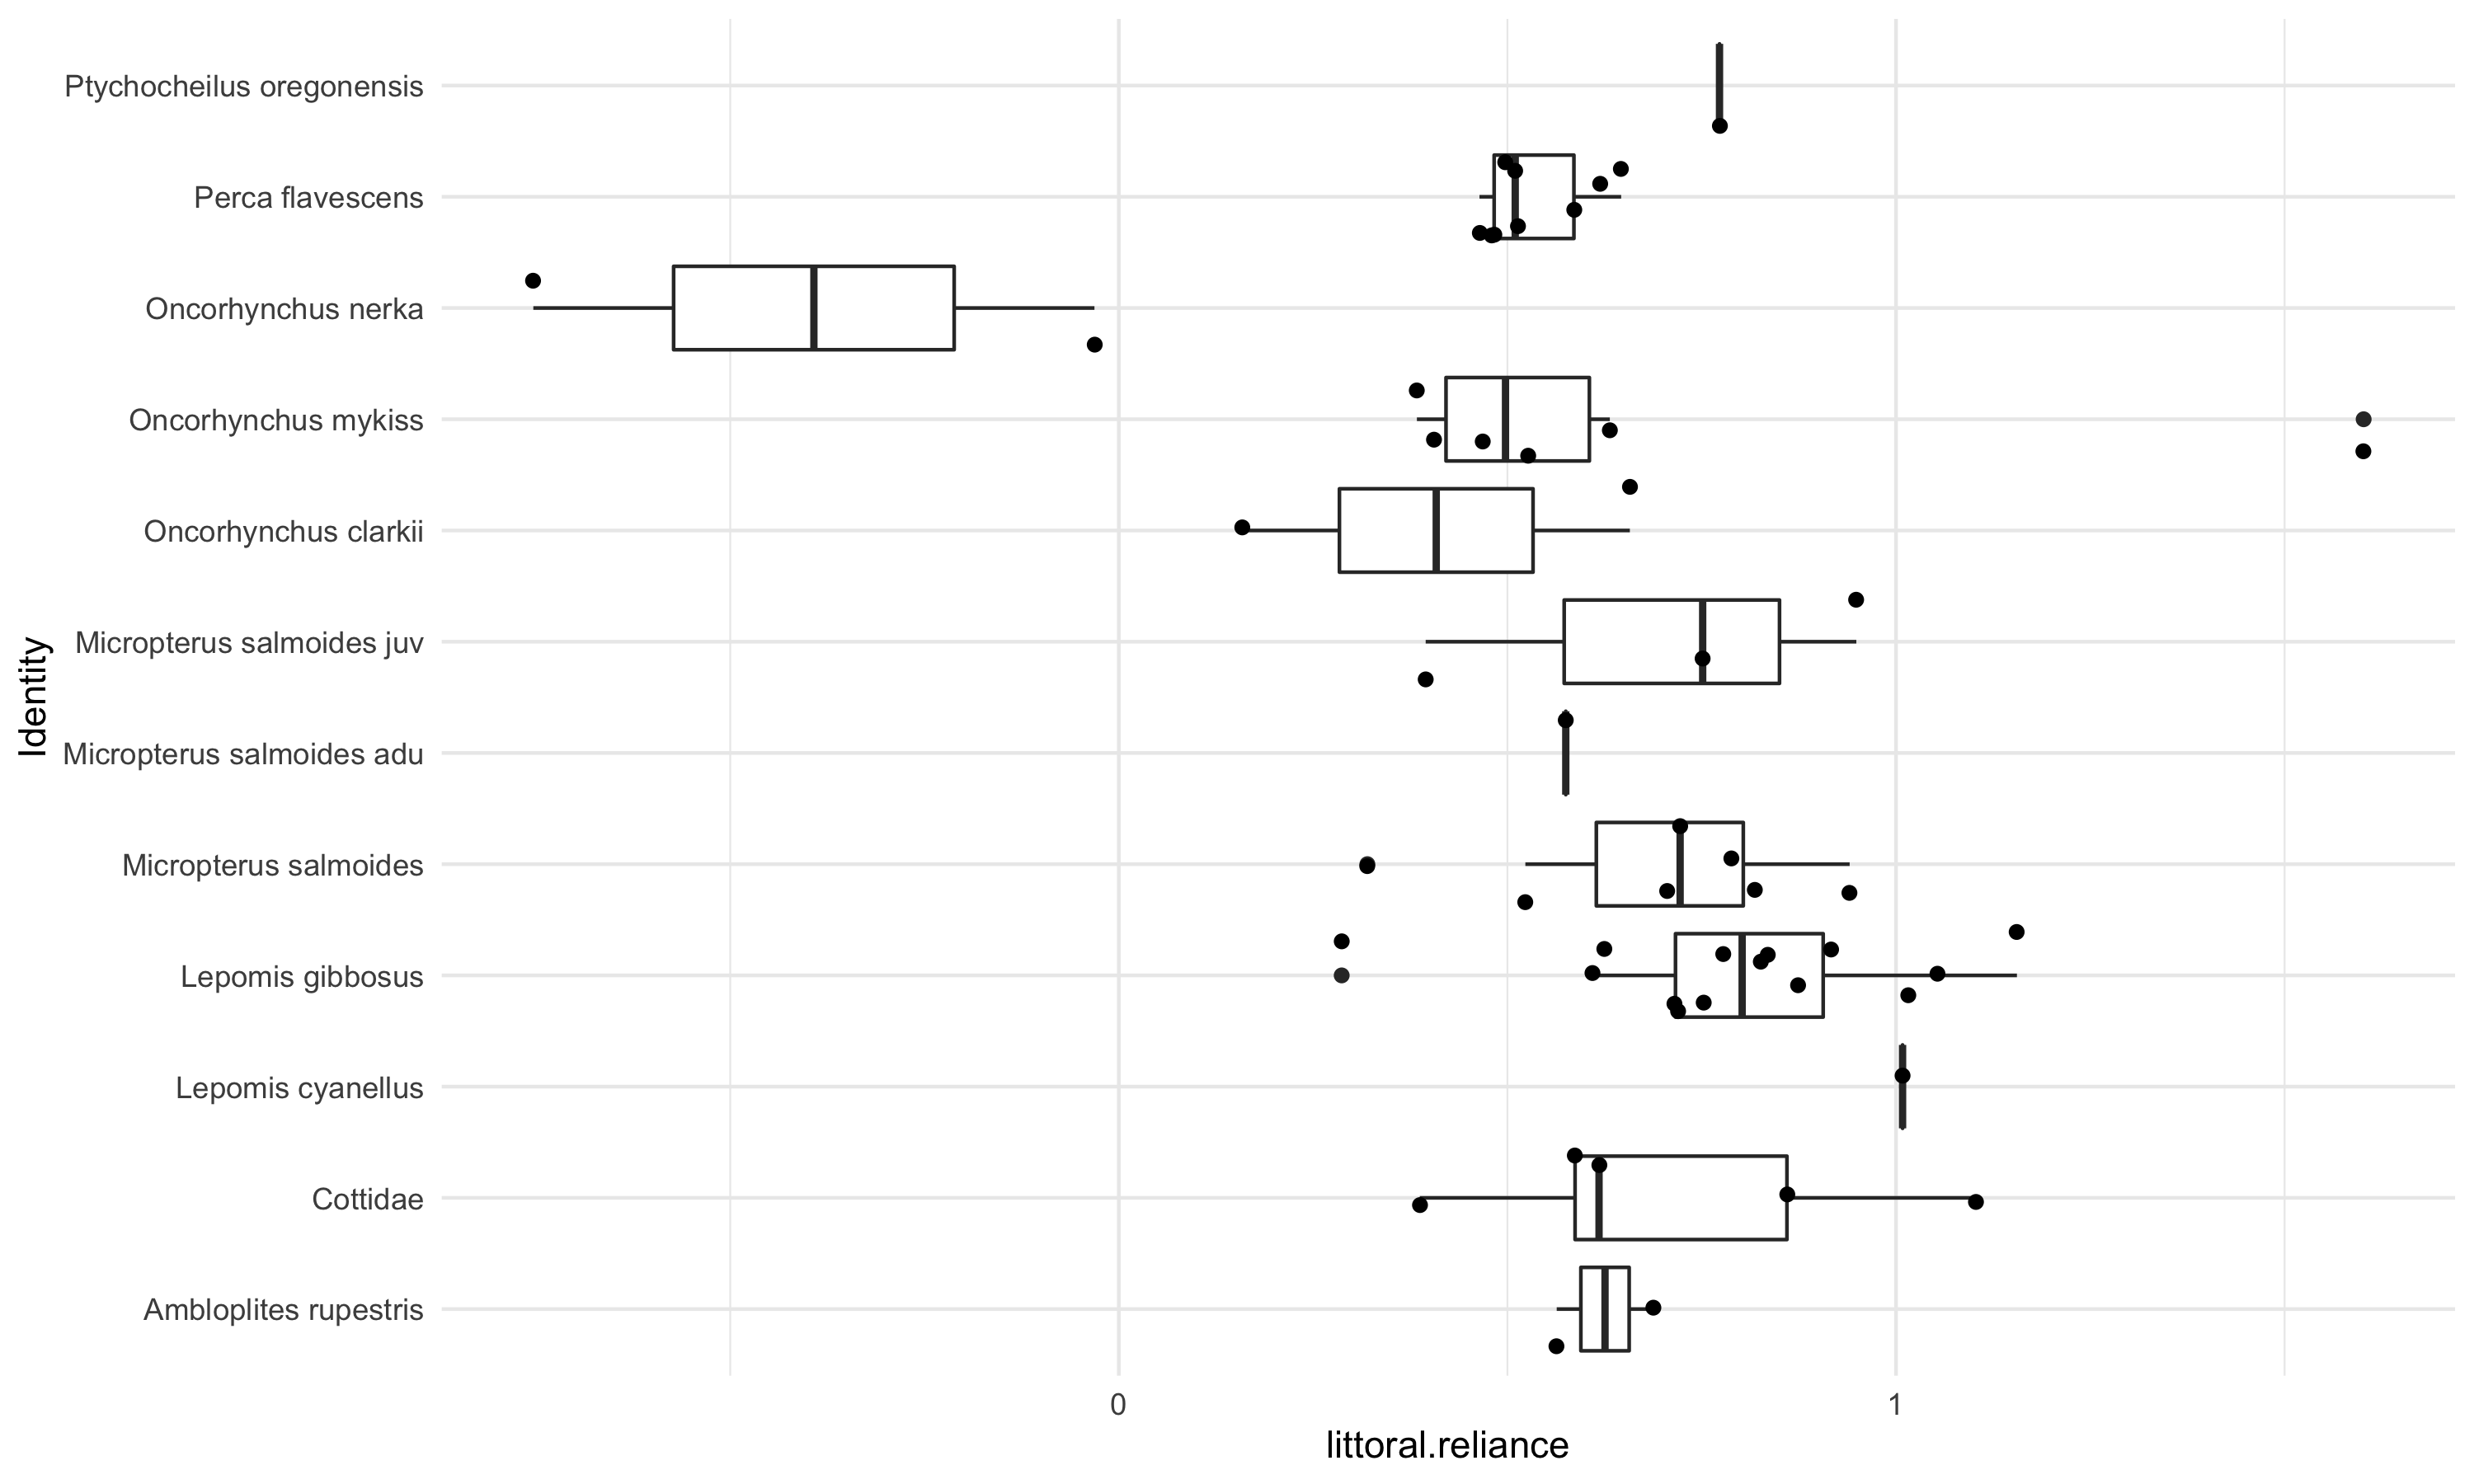 Ptychocheilus oregonensis
Perca flavescens
Oncorhynchus nerka
Oncorhynchus mykiss
Oncorhynchus clarkii
Micropterus salmoides juv
Micropterus salmoides adu
Micropterus salmoides
Lepomis gibbosus
Lepomis cyanellus
Cottidae
Ambloplites rupestris
Identity
0 1
littoral.reliance